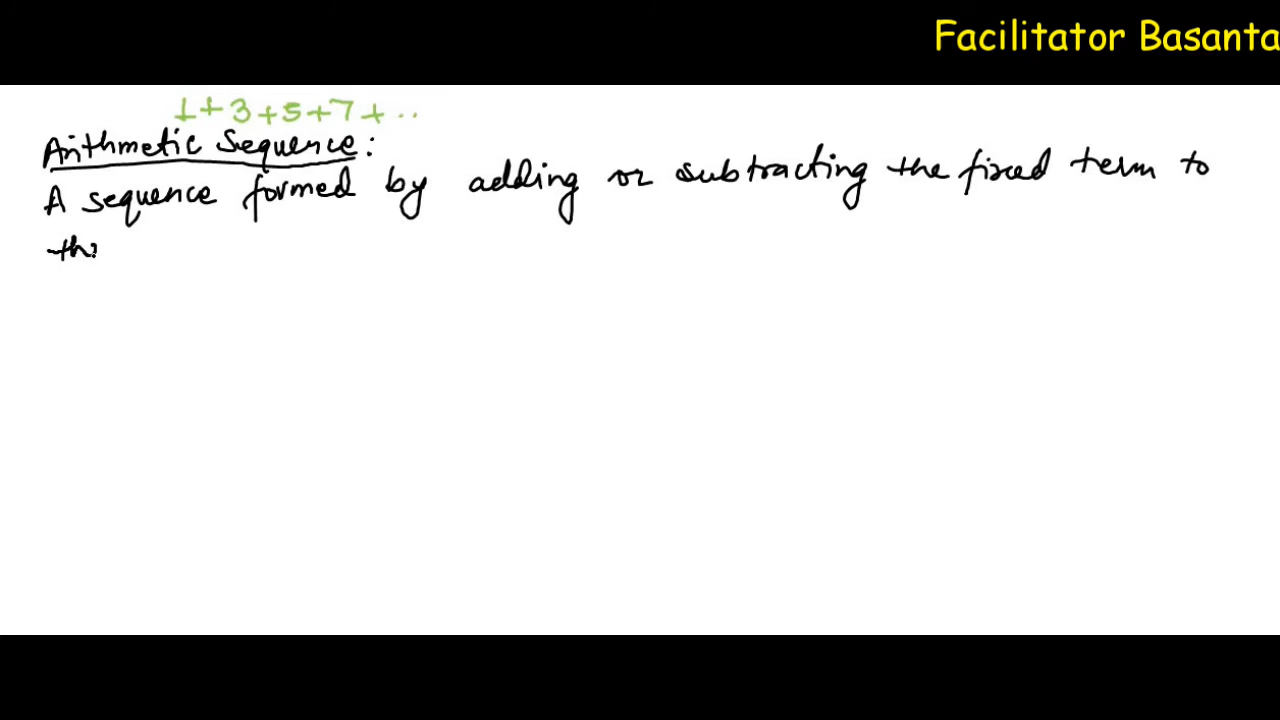 Facilitator Basanta
1+3+5+7+..
Arithmetic Sequence:
A sequence formed by adding or subtracting the fixed term to